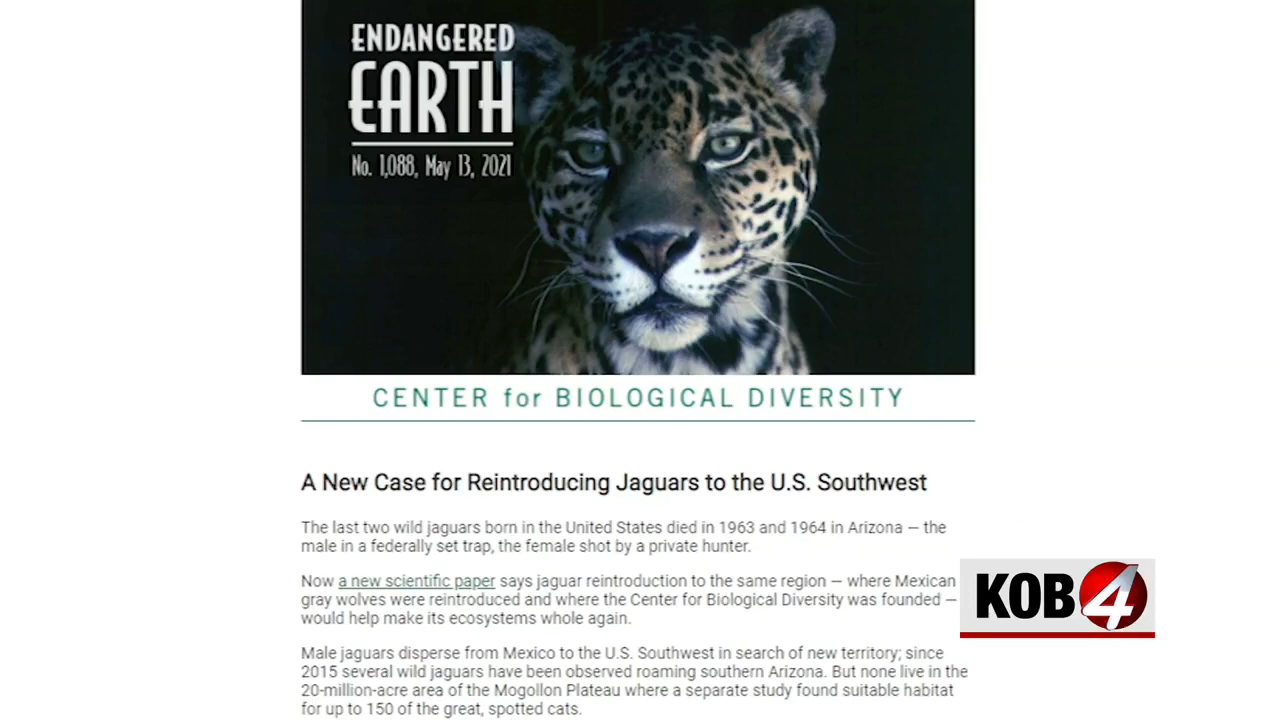 ENDANGERED
EARTH
No. 1,088, May 13, 2021
CENTER for BIOLOGICAL DIVERSITY
A New Case for Reintroducing Jaguars to the U.S. Southwest
The last two wild jaguars born in the United States died in 1963 and 1964 in Arizona — the
male in a federally set trap, the female shot by a private hunter.
Now a new scientific paper says jaguar reintroduction to the same region — where Mexican
gray wolves were reintroduced and where the Center for Biological Diversity was founded —
would help make its ecosystems whole again.
Male jaguars disperse from Mexico to the U.S. Southwest in search of new territory; since
2015 several wild jaguars have been observed roaming southern Arizona. But none live in the
20-million-acre area of the Mogollon Plateau where a separate study found suitable habitat
for up to 150 of the great, spotted cats.
KOB 4